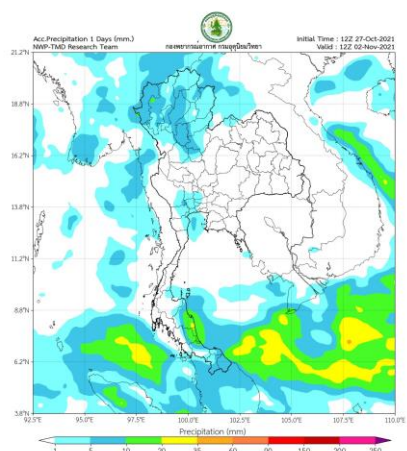 Acc.Precipitation 1 Days (mm.)
NWP-TMD Research Team
กองพยากรณ์อากาศ กรมอุตุนิยมวิทยา
Initial Time : 12Z 27-Oct-2021
Valid : 12Z 02-Nov-2021
21.2°N
18.8°N
16.2°N
13.8°N
11.2°N
8.8°N
6.2°N
3.8°N
92.5°E 95.0°E 97.5°E 100.0°E 102.5°E 105.0°E 107.5°E 110.0°E
Precipitation (mm)
1 5 10 20 35 60 90 150 200 250